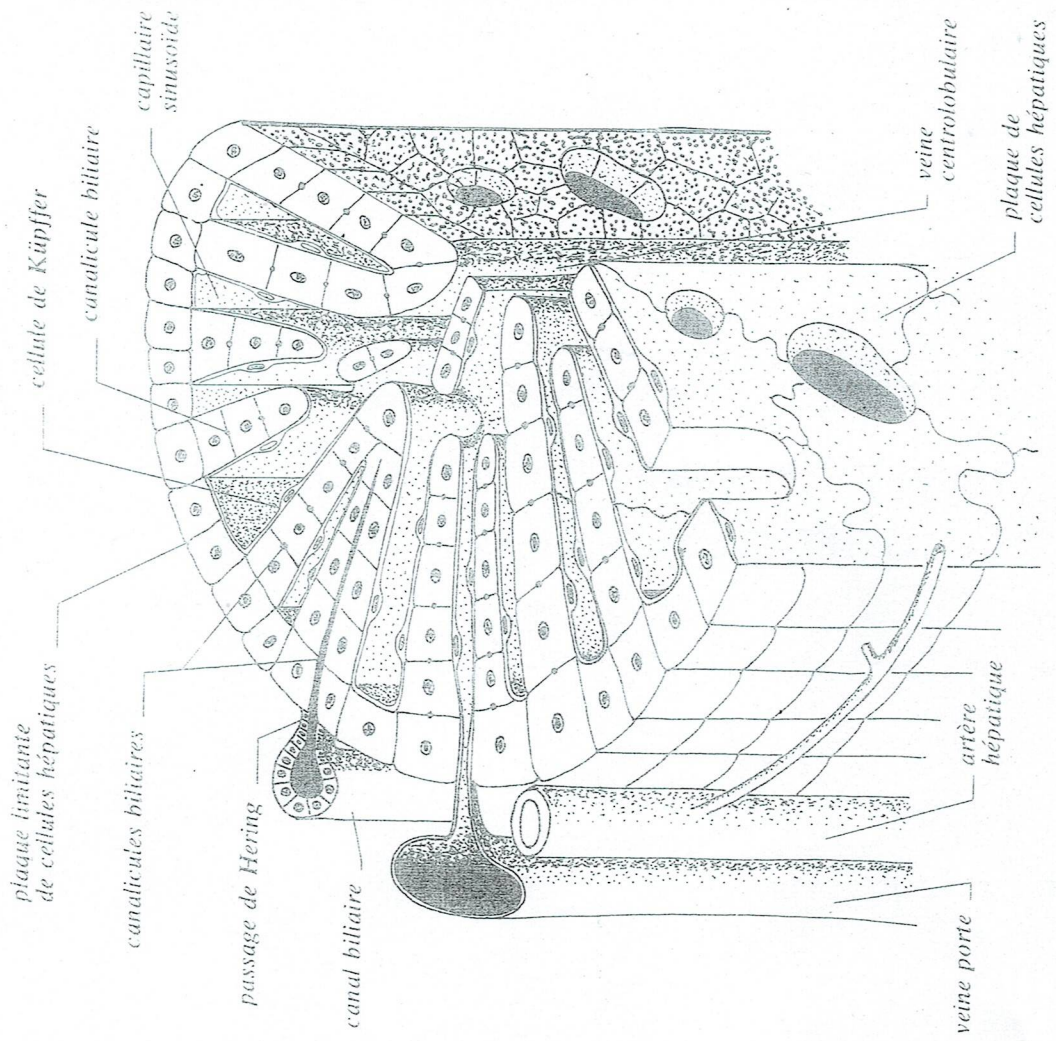 plaque limitante
de cellules hépatiques
canalicules biliaires
passage de Hering
canal biliaire
cellule de Küpffer
canalicule biliaire
capillaire
sinusoïde
veine
centrolobulaire
plaque de
cellules hépatiques
artère
hépatique
veine porte